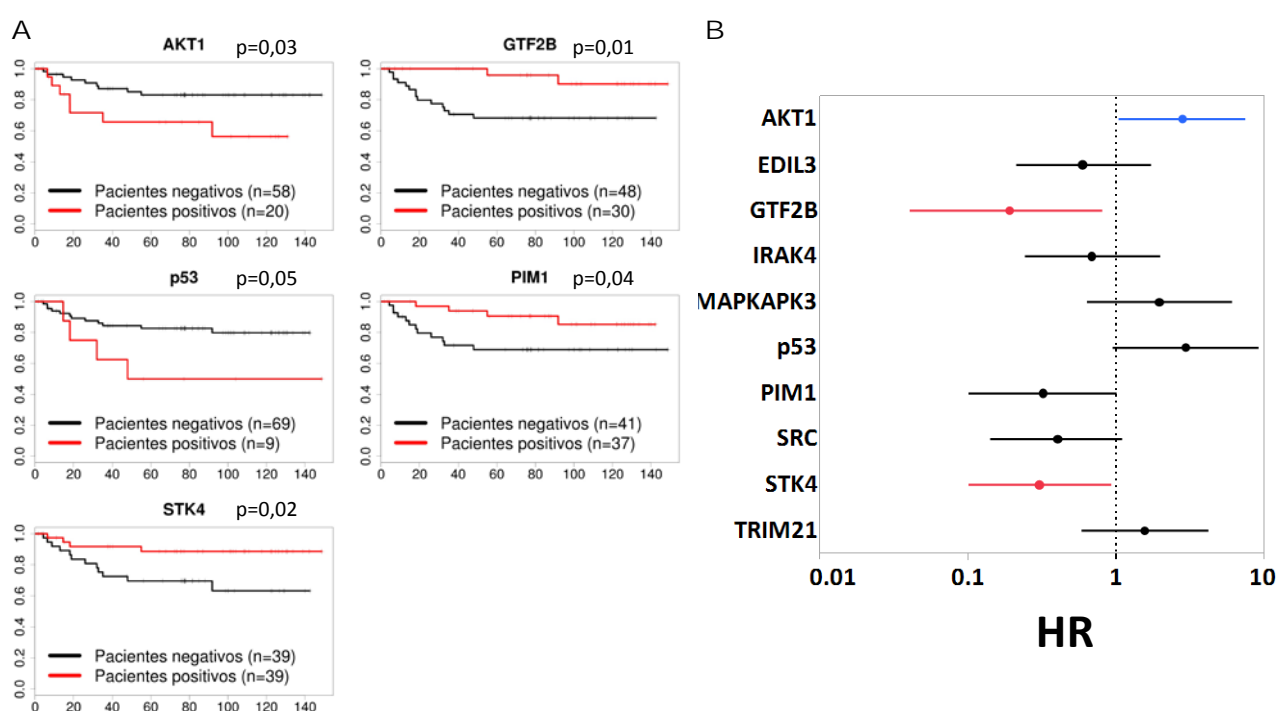 A
AKT1 p=0,03
1.0
0.8
0.6
0.4
0.2
0.0
Pacientes negativos (n=58)
Pacientes positivos (n=20)
0 20 40 60 80 100 120 140
GTF2B p=0,01
1.0
0.8
0.6
0.4
0.2
0.0
Pacientes negativos (n=48)
Pacientes positivos (n=30)
0 20 40 60 80 100 120 140
p53 p=0,05
1.0
0.8
0.6
0.4
0.2
0.0
Pacientes negativos (n=69)
Pacientes positivos (n=9)
0 20 40 60 80 100 120 140
PIM1 p=0,04
1.0
0.8
0.6
0.4
0.2
0.0
Pacientes negativos (n=41)
Pacientes positivos (n=37)
0 20 40 60 80 100 120 140
STK4 p=0,02
1.0
0.8
0.6
0.4
0.2
0.0
Pacientes negativos (n=39)
Pacientes positivos (n=39)
0 20 40 60 80 100 120 140
B
AKT1
EDIL3
GTF2B
IRAK4
MAPKAPK3
p53
PIM1
SRC
STK4
TRIM21
0.01 0.1 1 10
HR